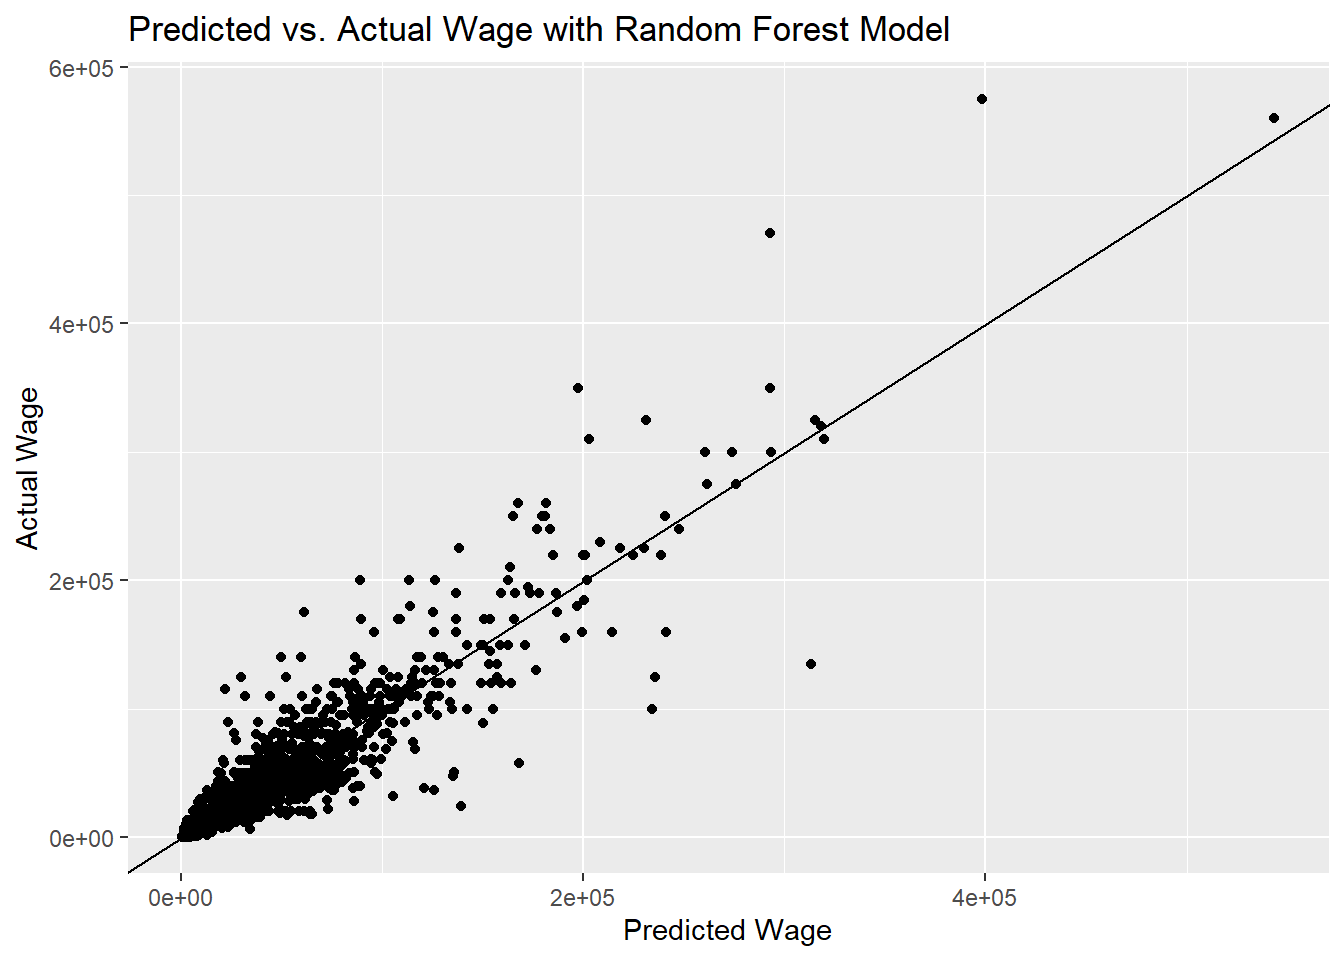 Predicted vs. Actual Wage with Random Forest Model
6e+05
4e+05
2e+05
0e+00
Actual Wage
0e+00 2e+05 4e+05
Predicted Wage